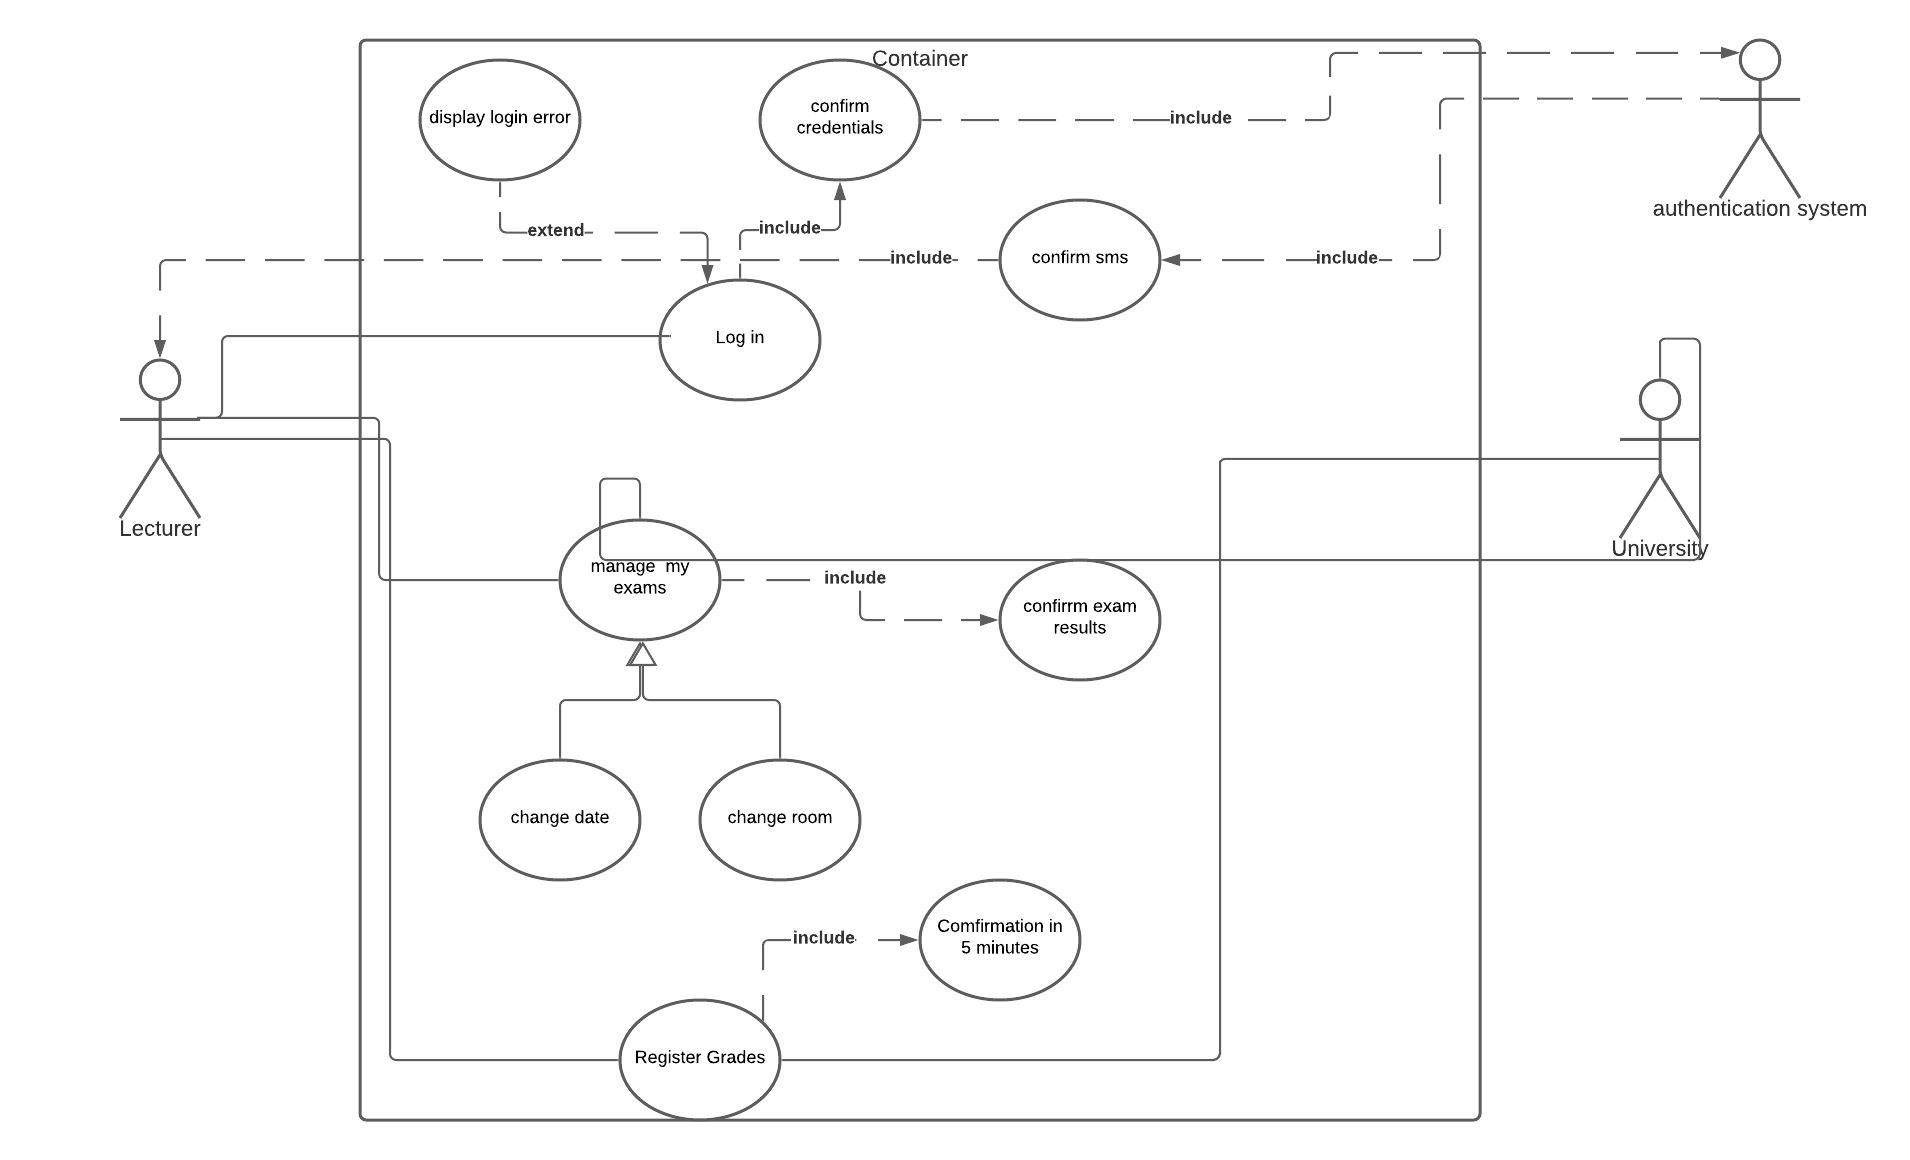 Container
display login error
confirm
credentials
include
authentication system
extend
include
include
confirm sms
include
Log in
Lecturer
University
manage  my
exams
include
confirrm exam
results
change date
change room
include
Comfirmation in
5 minutes
Register Grades